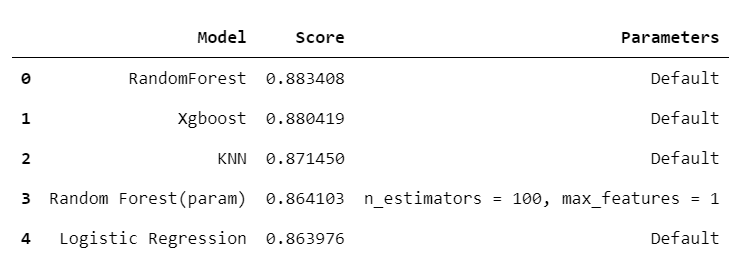 Model Score Parameters
0 RandomForest 0.883408 Default
1 Xgboost 0.880419 Default
2 KNN 0.871450 Default
3 Random Forest(param) 0.864103 n_estimators = 100, max_features = 1
4 Logistic Regression 0.863976 Default